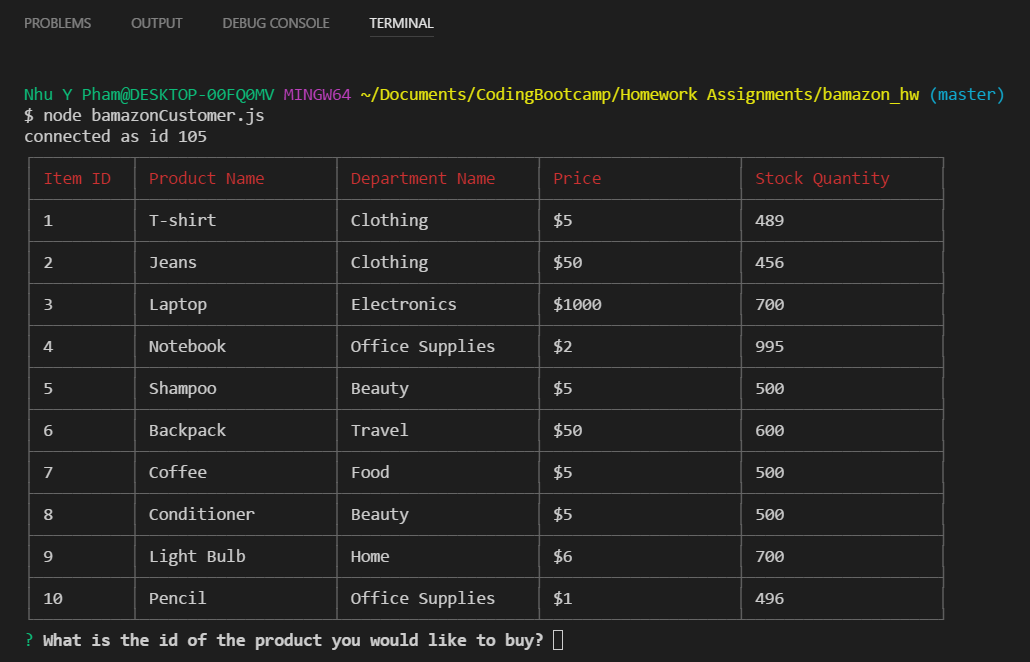 PROBLEMS OUTPUT DEBUG CONSOLE TERMINAL
Nhu Y Pham@DESKTOP-00FQ0MV MINGW64 ~/Documents/CodingBootcamp/Homework Assignments/bamazon_hw (master)
$ node bamazonCustomer.js
connected as id 105
Item ID Product Name Department Name Price Stock Quantity
1 T-shirt Clothing $5 489
2 Jeans Clothing $50 456
3 Laptop Electronics $1000 700
4 Notebook Office Supplies $2 995
5 Shampoo Beauty $5 500
6 Backpack Travel $50 600
7 Coffee Food $5 500
8 Conditioner Beauty $5 500
9 Light Bulb Home $6 700
10 Pencil Office Supplies $1 496
? What is the id of the product you would like to buy?